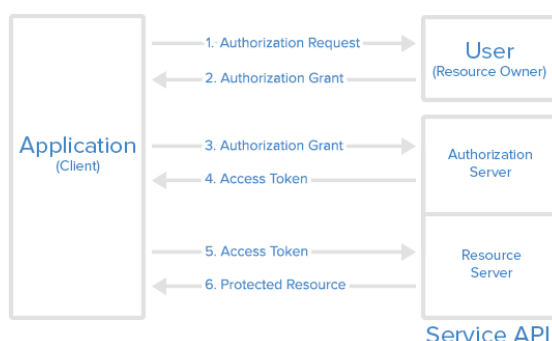 1. Authorization Request
User
(Resource Owner)
2. Authorization Grant
Application
(Client)
3. Authorization Grant
Authorization
Server
4. Access Token
5. Access Token
Resource
Server
6. Protected Resource
Service API